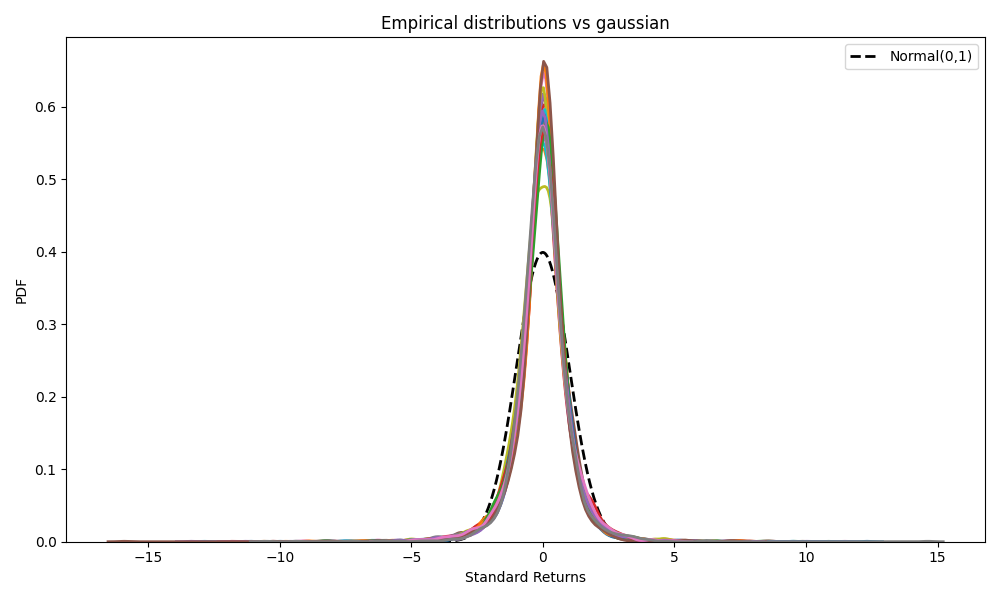 Empirical distributions vs gaussian
Normal(0,1)
PDF
0.6
0.5
0.4
0.3
0.2
0.1
0.0
−15 −10 −5 0 5 10 15
Standard Returns